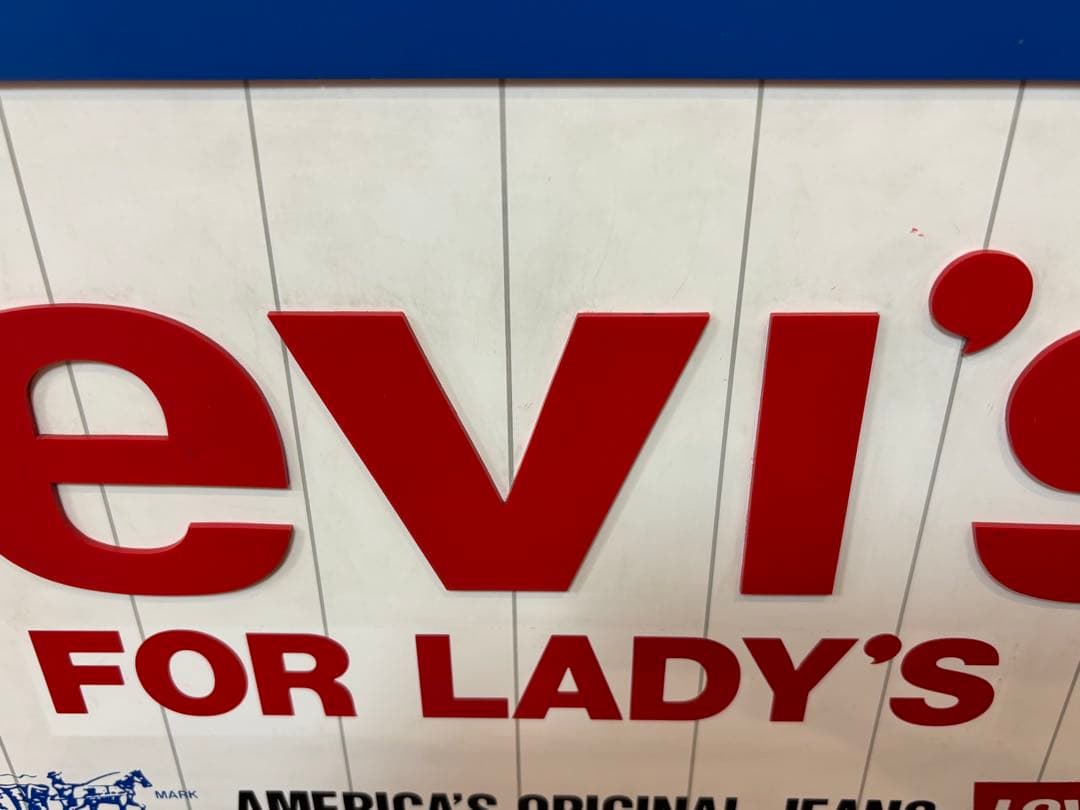 evi's
FOR LADY'S
MARK
AMERICA'S ORIGINAL JEANS